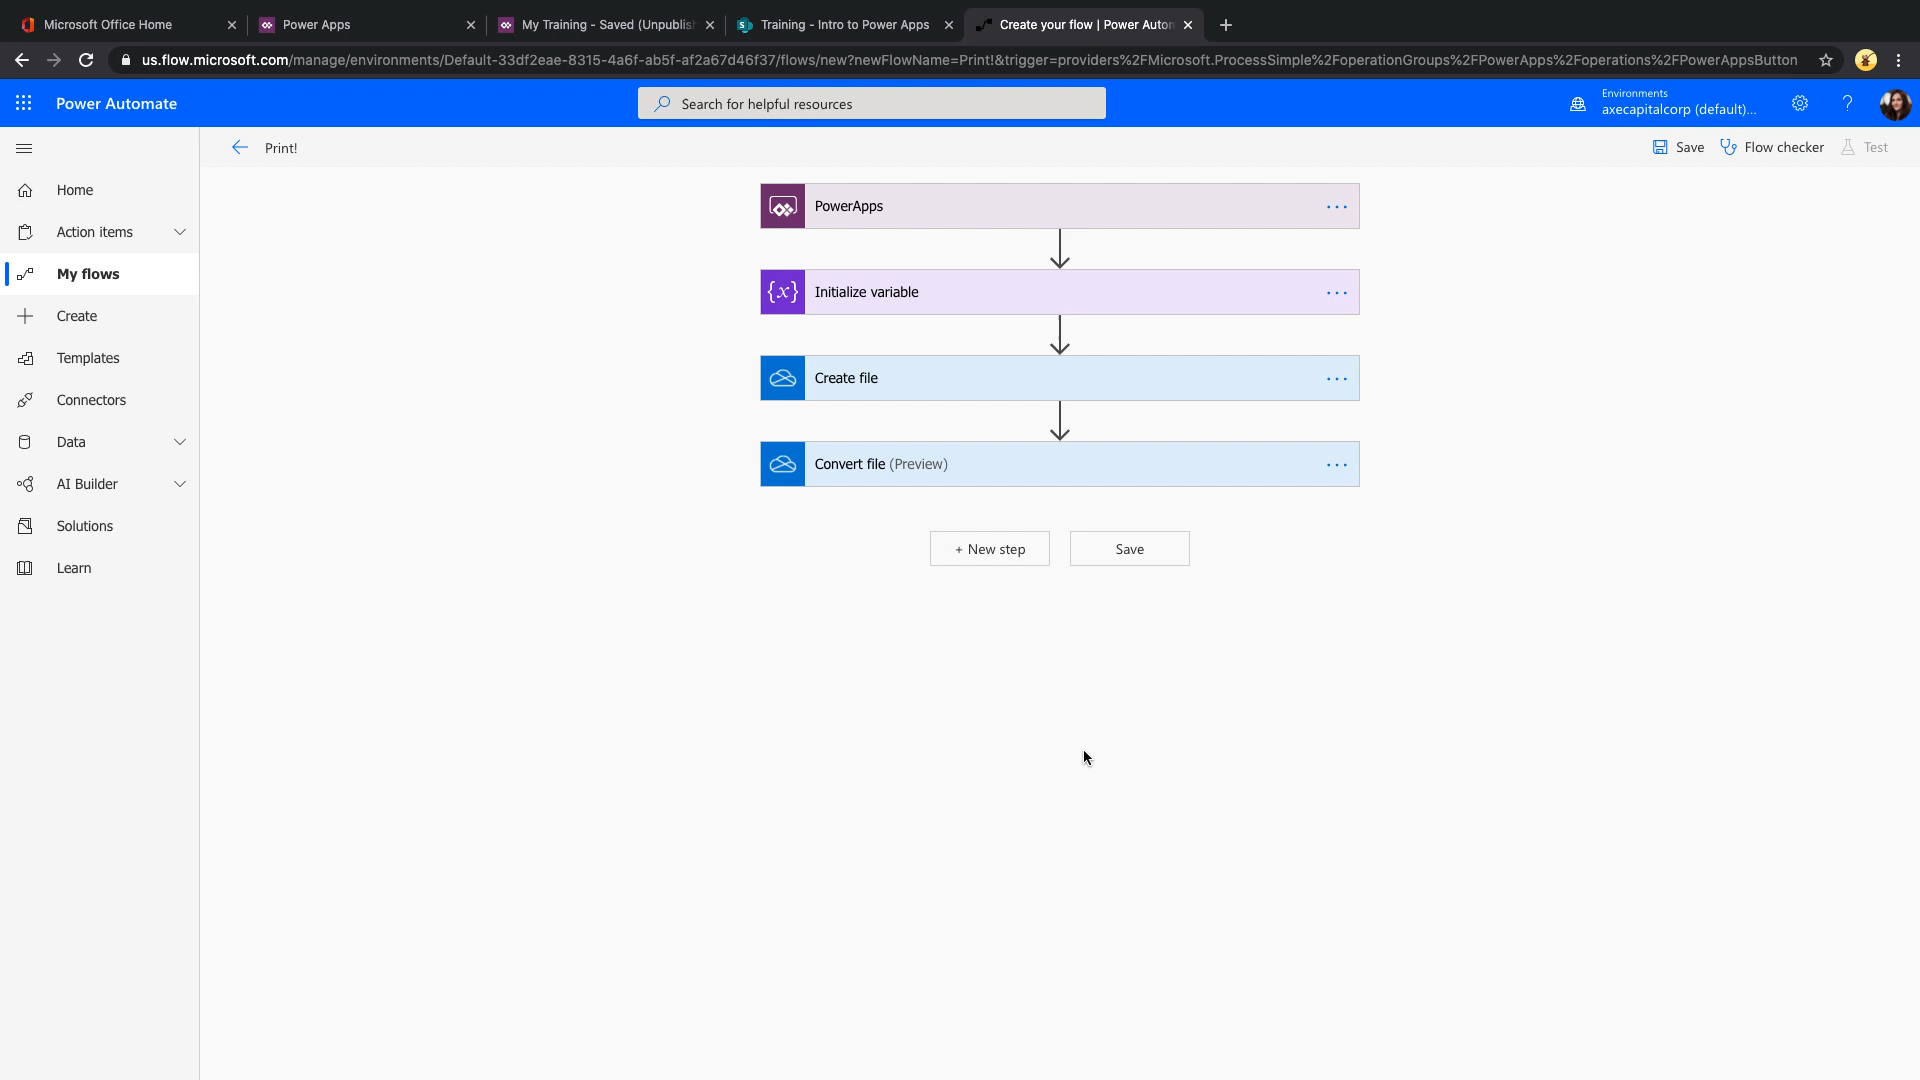 Microsoft Office Home
Power Apps
My Training - Saved (Unpublis
Training - Intro to Power Apps
Create your flow | Power Auton
us.flow.microsoft.com/manage/environments/Default-33df2eae-8315-4a6f-ab5f-af2a67d46f37/flows/new?newFlowName=Print!&trigger=providers%2FMicrosoft.ProcessSimple%2FoperationGroups%2FPowerApps%2Foperations%2FPowerAppsButton
Power Automate
Search for helpful resources
Environments
axecapitalcorp (default)...
?
Print!
Save
Flow checker
Test
Home
Action items
My flows
Create
Templates
Connectors
Data
AI Builder
Solutions
Learn
PowerApps
{x} Initialize variable
Create file
Convert file (Preview)
+ New step
Save